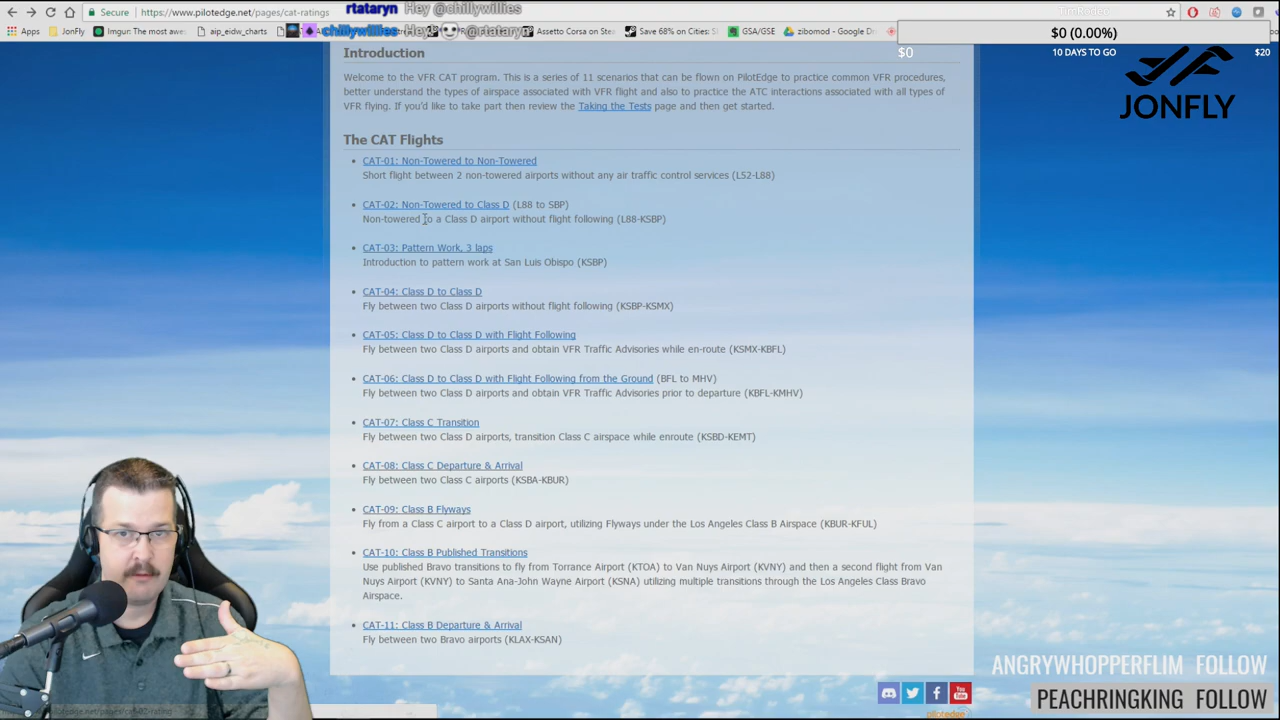 rtataryn Hey @chillywillies
Secure https://www.pilotedge.net/pages/cat-ratings
chillywillies Hey @rtataryn
Apps JonFly Imgur: The most awe aip_eidw_charts Assetto Corsa on Ste Save 68% on Cities: S GSA/GSE zibomod - Google D
$0 (0.00%)
$0 10 DAYS TO GO $20
JONFLY
Introduction
Welcome to the VFR CAT program. This is a series of 11 scenarios that can be flown on PilotEdge to practice common VFR procedures,
better understand the types of airspace associated with VFR flight and also to practice the ATC interactions associated with all types of
VFR flying. If you'd like to take part then review the Taking the Tests page and then get started.
The CAT Flights
• CAT-01: Non-Towered to Non-Towered
Short flight between 2 non-towered airports without any air traffic control services (L52-L88)
• CAT-02: Non-Towered to Class D (L88 to SBP)
Non-towered to a Class D airport without flight following (L88-KSBP)
• CAT-03: Pattern Work, 3 laps
Introduction to pattern work at San Luis Obispo (KSBP)
• CAT-04: Class D to Class D
Fly between two Class D airports without flight following (KSBP-KSMX)
• CAT-05: Class D to Class D with Flight Following
Fly between two Class D airports and obtain VFR Traffic Advisories while en-route (KSMX-KBFL)
• CAT-06: Class D to Class D with Flight Following from the Ground (BFL to MHV)
Fly between two Class D airports and obtain VFR Traffic Advisories prior to departure (KBFL-KMHV)
• CAT-07: Class C Transition
Fly between two Class D airports, transition Class C airspace while enroute (KSBD-KEMT)
• CAT-08: Class C Departure & Arrival
Fly between two Class C airports (KSBA-KBUR)
• CAT-09: Class B Flyways
Fly from a Class C airport to a Class D airport, utilizing Flyways under the Los Angeles Class B Airspace (KBUR-KFUL)
• CAT-10: Class B Published Transitions
Use published Bravo transitions to fly from Torrance Airport (KTOA) to Van Nuys Airport (KVNY) and then a second flight from Van
Nuys Airport (KVNY) to Santa Ana-John Wayne Airport (KSNA) utilizing multiple transitions through the Los Angeles Class Bravo
Airspace.
• CAT-11: Class B Departure & Arrival
Fly between two Bravo airports (KLAX-KSAN)
ANGRYWHOPPERFLIM FOLLOW
PEACHRINGKING FOLLOW
You Tube
pilotedge